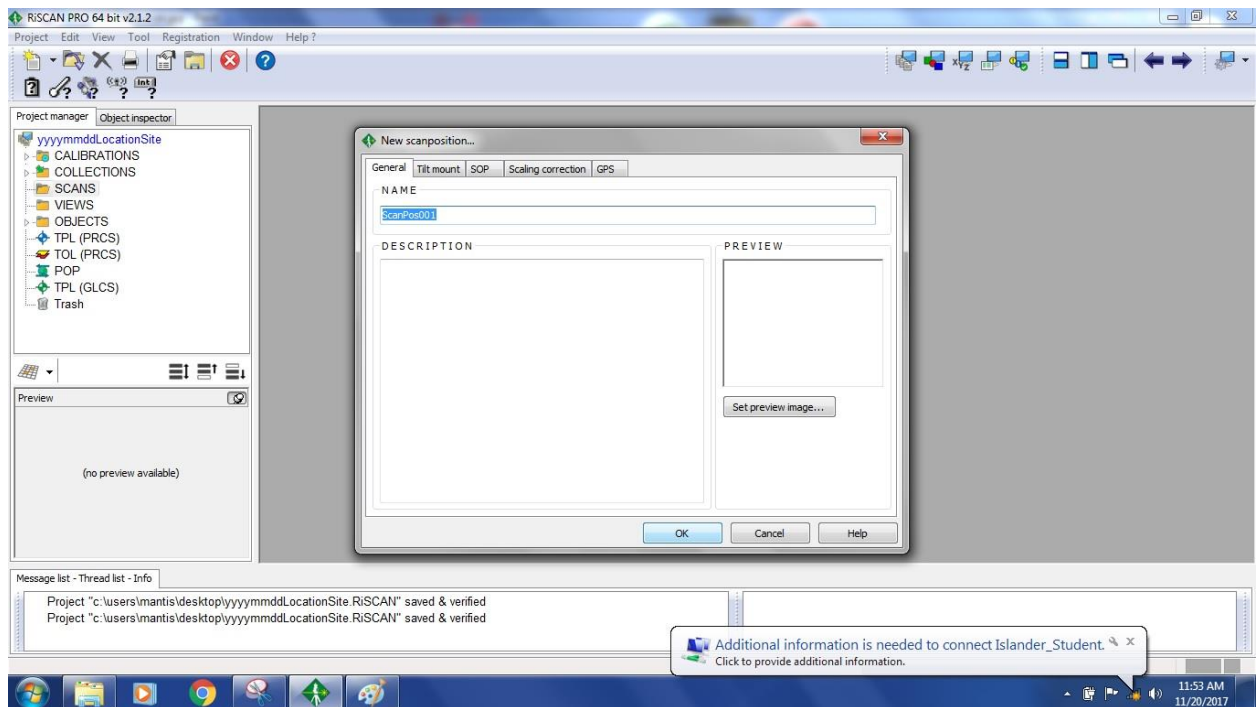 RiSCAN PRO 64 bit v2.1.2
Project Edit View Tool Registration Window Help ?
Project manager Object inspector
yyyymmddLocationSite
CALIBRATIONS
COLLECTIONS
SCANS
VIEWS
OBJECTS
TPL (PRCS)
TOL (PRCS)
POP
TPL (GLCS)
Trash
Preview
(no preview available)
New scanposition...
General Tilt mount SOP Scaling correction GPS
NAME
ScanPos001
DESCRIPTION
PREVIEW
Set preview image...
OK Cancel Help
Message list - Thread list - Info
Project "c:\users\mantis\desktop\yyyymmddLocationSite.RiSCAN" saved & verified
Project "c:\users\mantis\desktop\yyyymmddLocationSite.RiSCAN" saved & verified
Additional information is needed to connect Islander_Student.
Click to provide additional information.
11:53 AM
11/20/2017